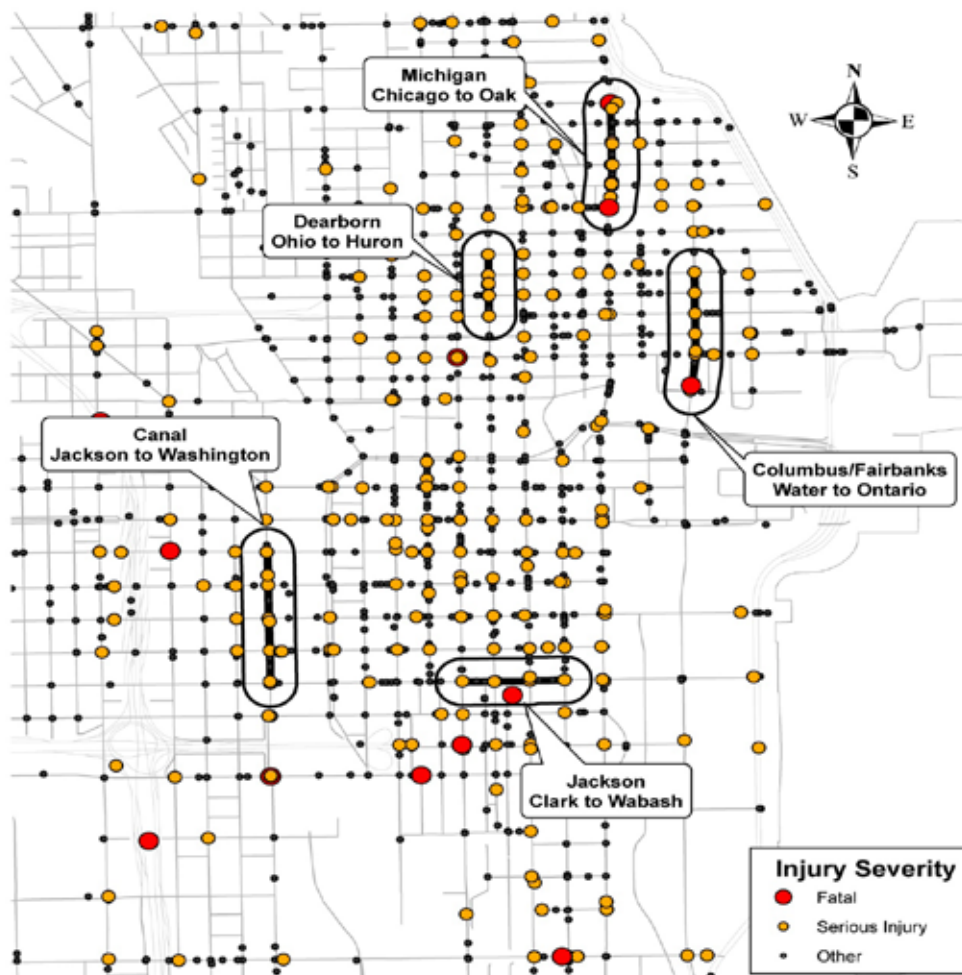 Michigan
Chicago to Oak
N
W
E
S
Dearborn
Ohio to Huron
Canal
Jackson to Washington
Columbus/Fairbanks
Water to Ontario
Jackson
Clark to Wabash
Injury Severity
Fatal
Serious Injury
Other